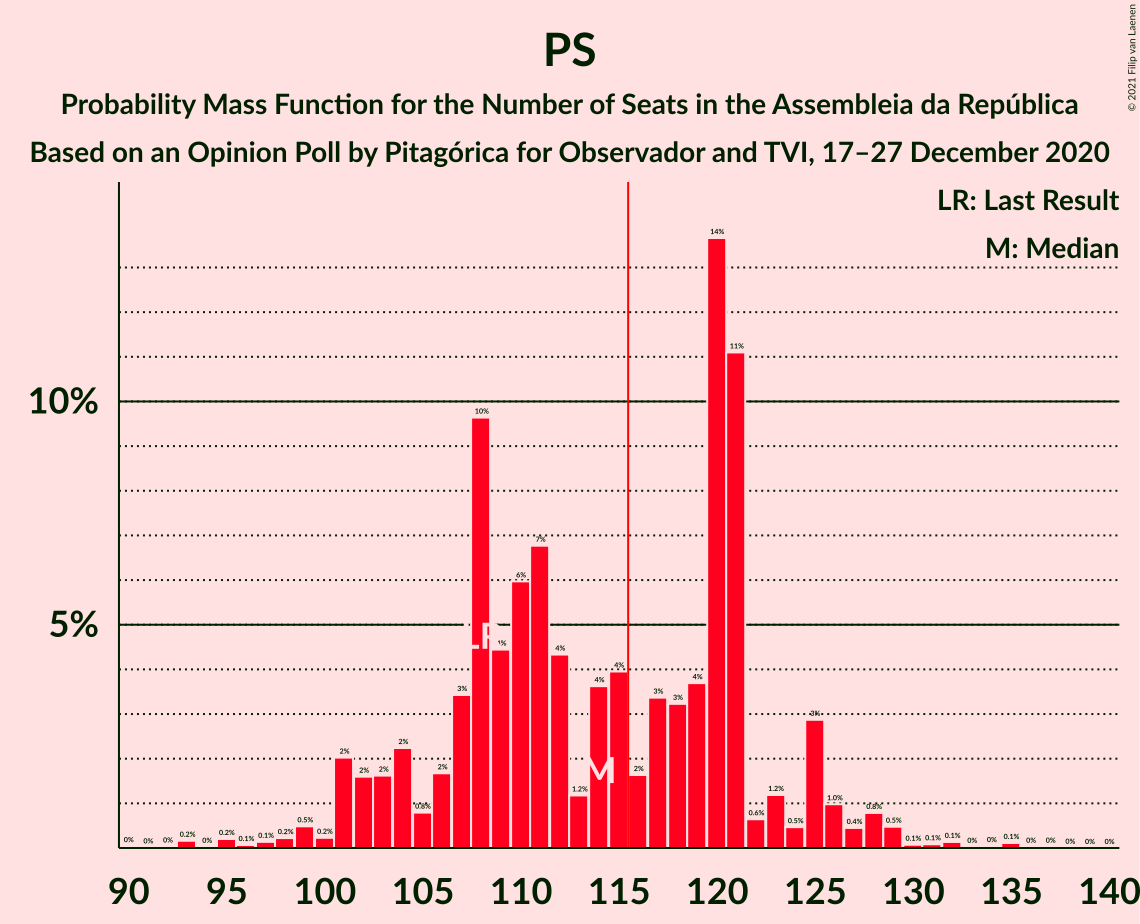 PS
Probability Mass Function for the Number of Seats in the Assembleia da República
Based on an Opinion Poll by Pitagórica for Observador and TVI, 17–27 December 2020
© 2021 Filip van Laenen
LR: Last Result
M: Median
10%
5%
0% 0% 0% 0.2% 0% 0.2% 0.1% 0.1% 0.2% 0.5% 0.2% 2% 2% 2% 2% 0.8% 2% 3% 10% 4% 6% 7% 4% 1.2% 4% 4% 2% 3% 3% 4% 14% 11% 0.6% 1.2% 0.5% 3% 1.0% 0.4% 0.8% 0.5% 0.1% 0.1% 0.1% 0% 0% 0.1% 0% 0% 0% 0% 0%
LR
M
90 95 100 105 110 115 120 125 130 135 140